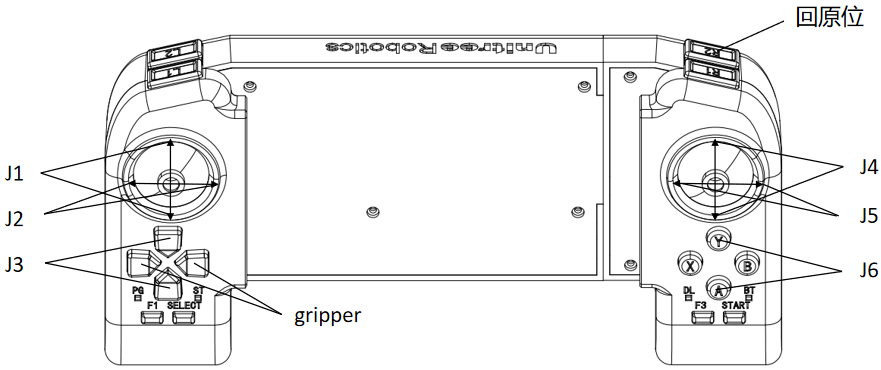 回原位
Unitree Robotics
L2
R2
L1
R1
J1
J4
J2
J5
J3
Y
X
B
J6
A
PG
ST
DL
BT
F1 SELECT
F3 START
gripper